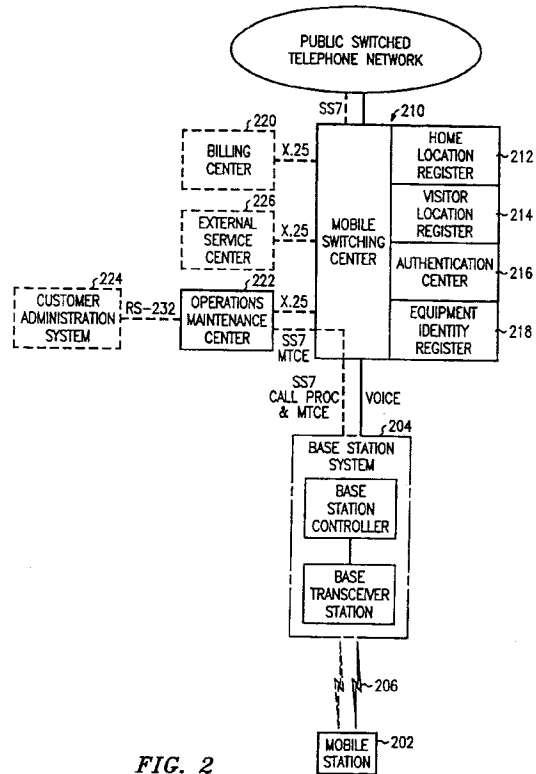 PUBLIC SWITCHED
TELEPHONE NETWORK
SS7
210
220
BILLING
CENTER
X.25
HOME
LOCATION
REGISTER
212
226
EXTERNAL
SERVICE
CENTER
X.25
MOBILE
SWITCHING
CENTER
VISITOR
LOCATION
REGISTER
214
AUTHENTICATION
CENTER
216
224
CUSTOMER
ADMINISTRATION
SYSTEM
RS-232
222
OPERATIONS
MAINTENANCE
CENTER
X.25
EQUIPMENT
IDENTITY
REGISTER
218
SS7
MTCE
SS7
CALL PROC
& MTCE
VOICE
204
BASE STATION
SYSTEM
BASE
STATION
CONTROLLER
BASE
TRANSCEIVER
STATION
206
MOBILE
STATION
202
FIG. 2